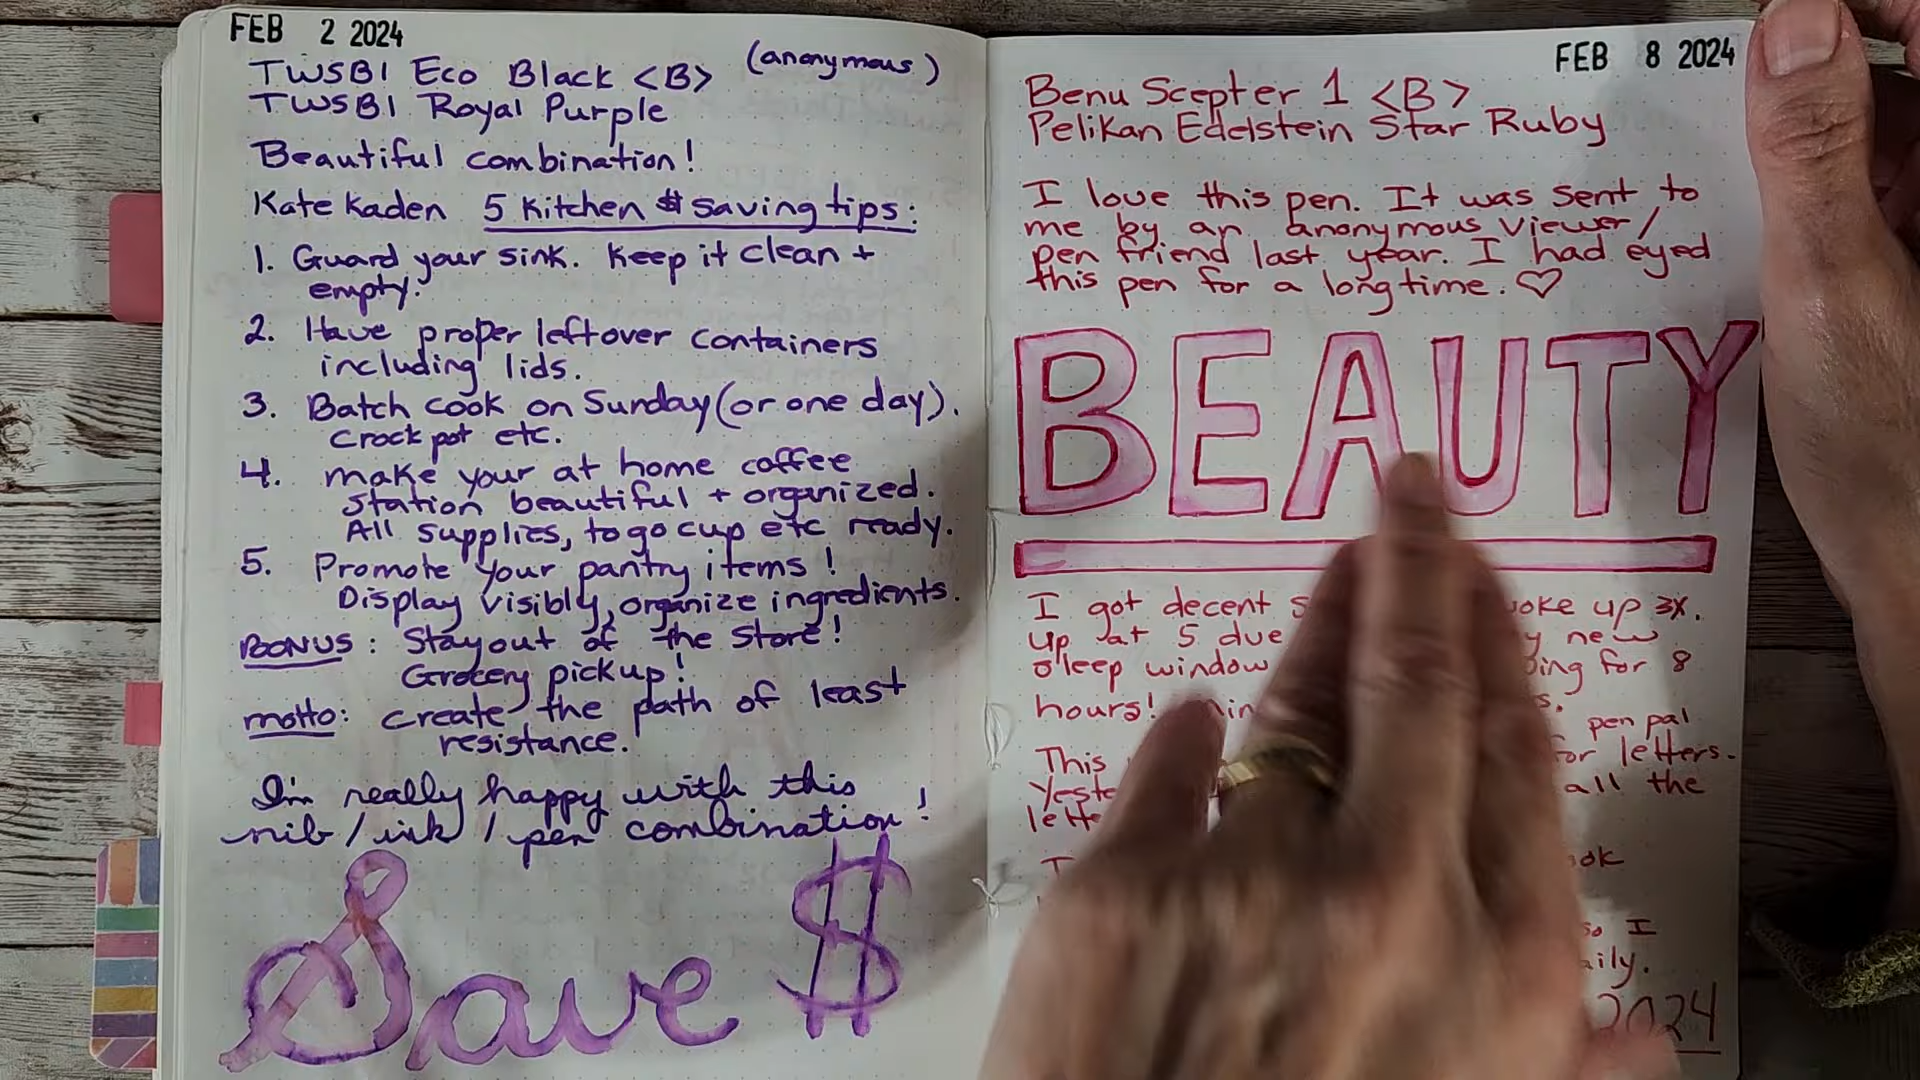 FEB 2 2024
TWSBI Eco Black <B> (anonymous)
TWSBI Royal Purple
Beautiful combination!
Kate Kaden 5 Kitchen $ saving tips:
1. Guard your sink. Keep it clean +
empty.
2. Have proper leftover containers
including lids.
3. Batch cook on Sunday (or one day).
Crock pot etc.
4. make your at home coffee
station beautiful + organized.
All supplies, to go cup etc ready.
5. Promote your pantry items!
Display visibly, organize ingredients.
BONUS: Stay out of the store!
Grocery pickup!
motto: create the path of least
resistance.
I'm really happy with this
nib/ink/pen combination!
Save $
FEB 8 2024
Benu Scepter 1 <B>
Pelikan Edelstein Star Ruby
I love this pen. It was sent to
me by an anonymous viewer/
pen friend last year. I had eyed
this pen for a long time. ♡
BEAUTY
I got decent up 3x.
up at 5 due new
sleep window for 8
hours!
This pen pal
for letters.
all the
so I
2024